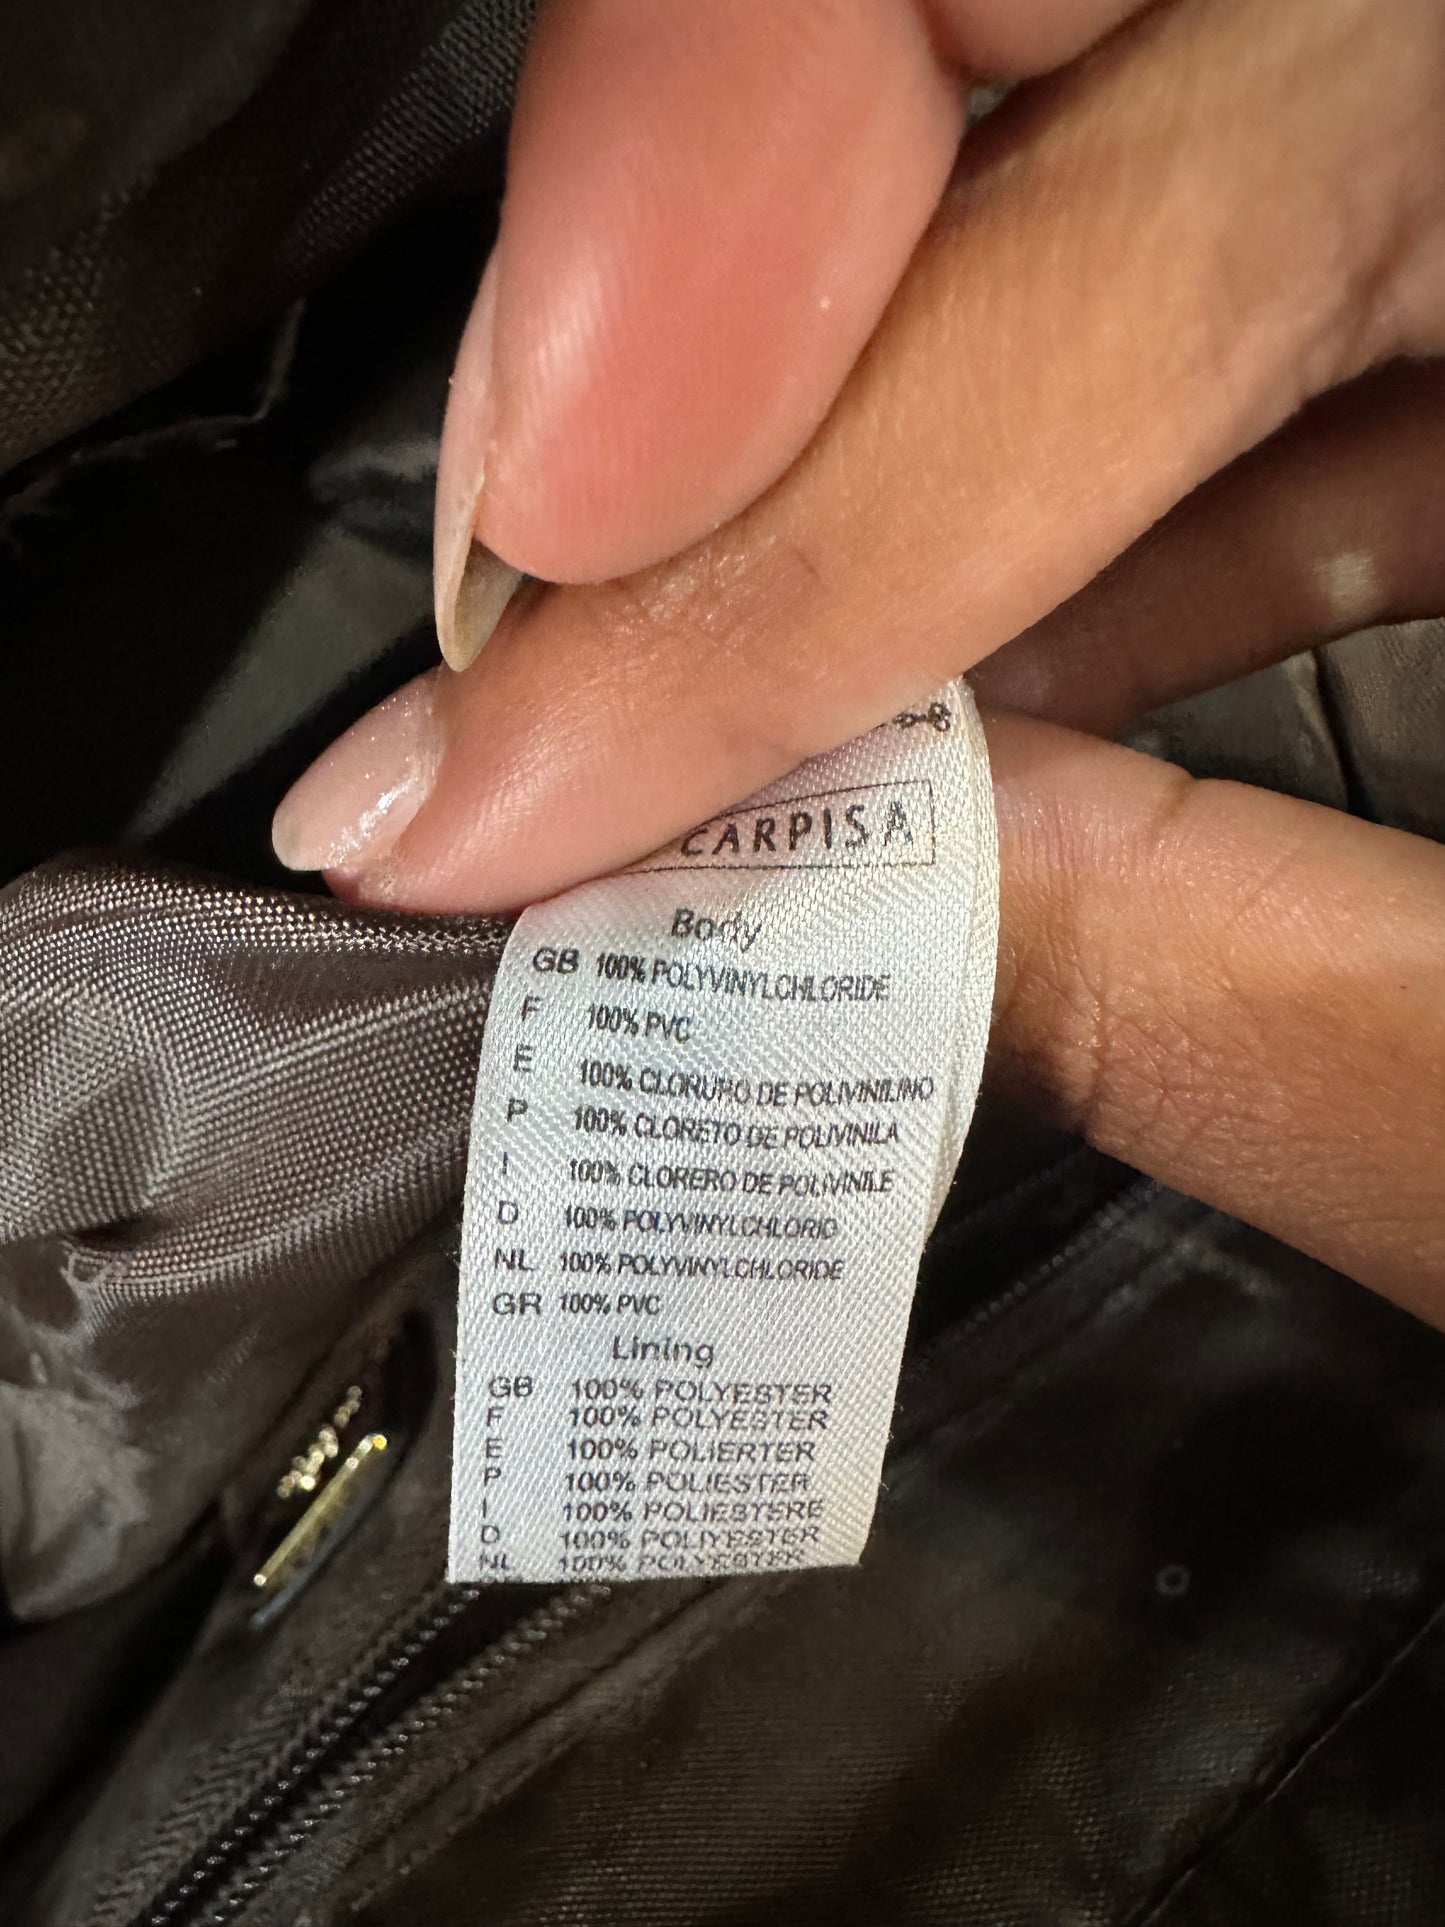 CARPISA
Body
GB 100% POLYVINYLCHLORIDE
F 100% PVC
E 100% CLORURO DE POLIVINILINO
P 100% CLORETO DE POLIVINILA
I 100% CLORERO DE POLIVINILE
D 100% POLYVINYLCHLORID
NL 100% POLYVINYLCHLORIDE
GR 100% PVC
Lining
GB 100% POLYESTER
F 100% POLYESTER
E 100% POLIERTER
P 100% POLIESTER
I 100% POLIESTERE
D 100% POLIYESTER
NL 100% POLYESTER